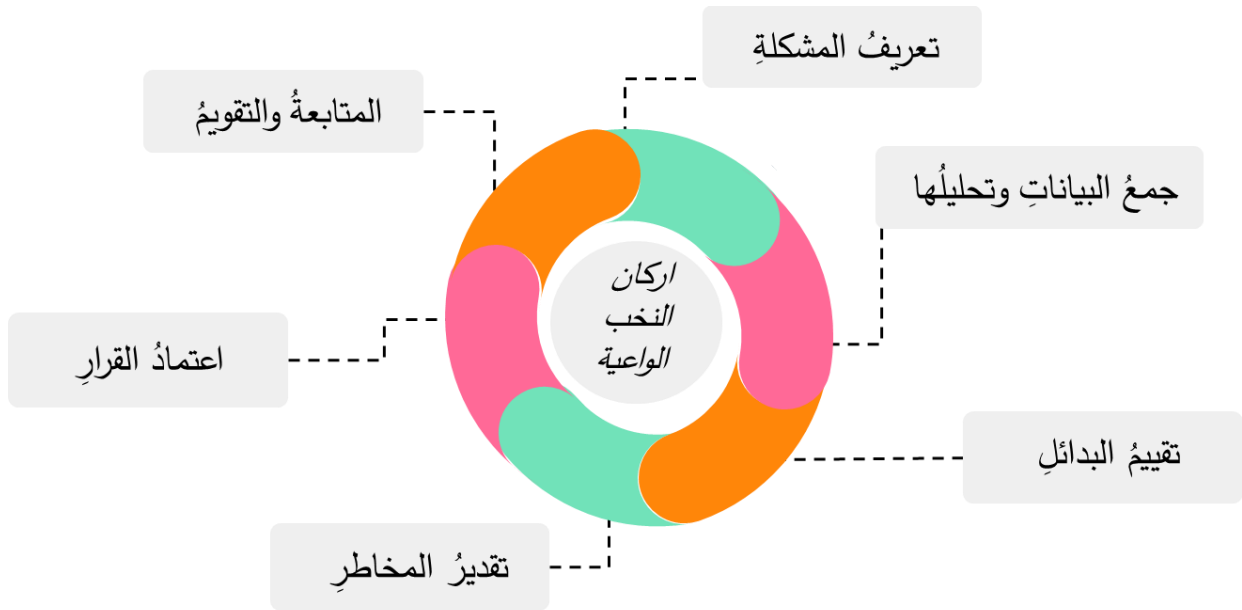 تعريفُ المشكلةِ
جمعُ البياناتِ وتحليلُها
تقييمُ البدائلِ
تقديرُ المخاطرِ
اعتمادُ القرارِ
المتابعةُ والتقويمُ
اركان
النخب
الواعية